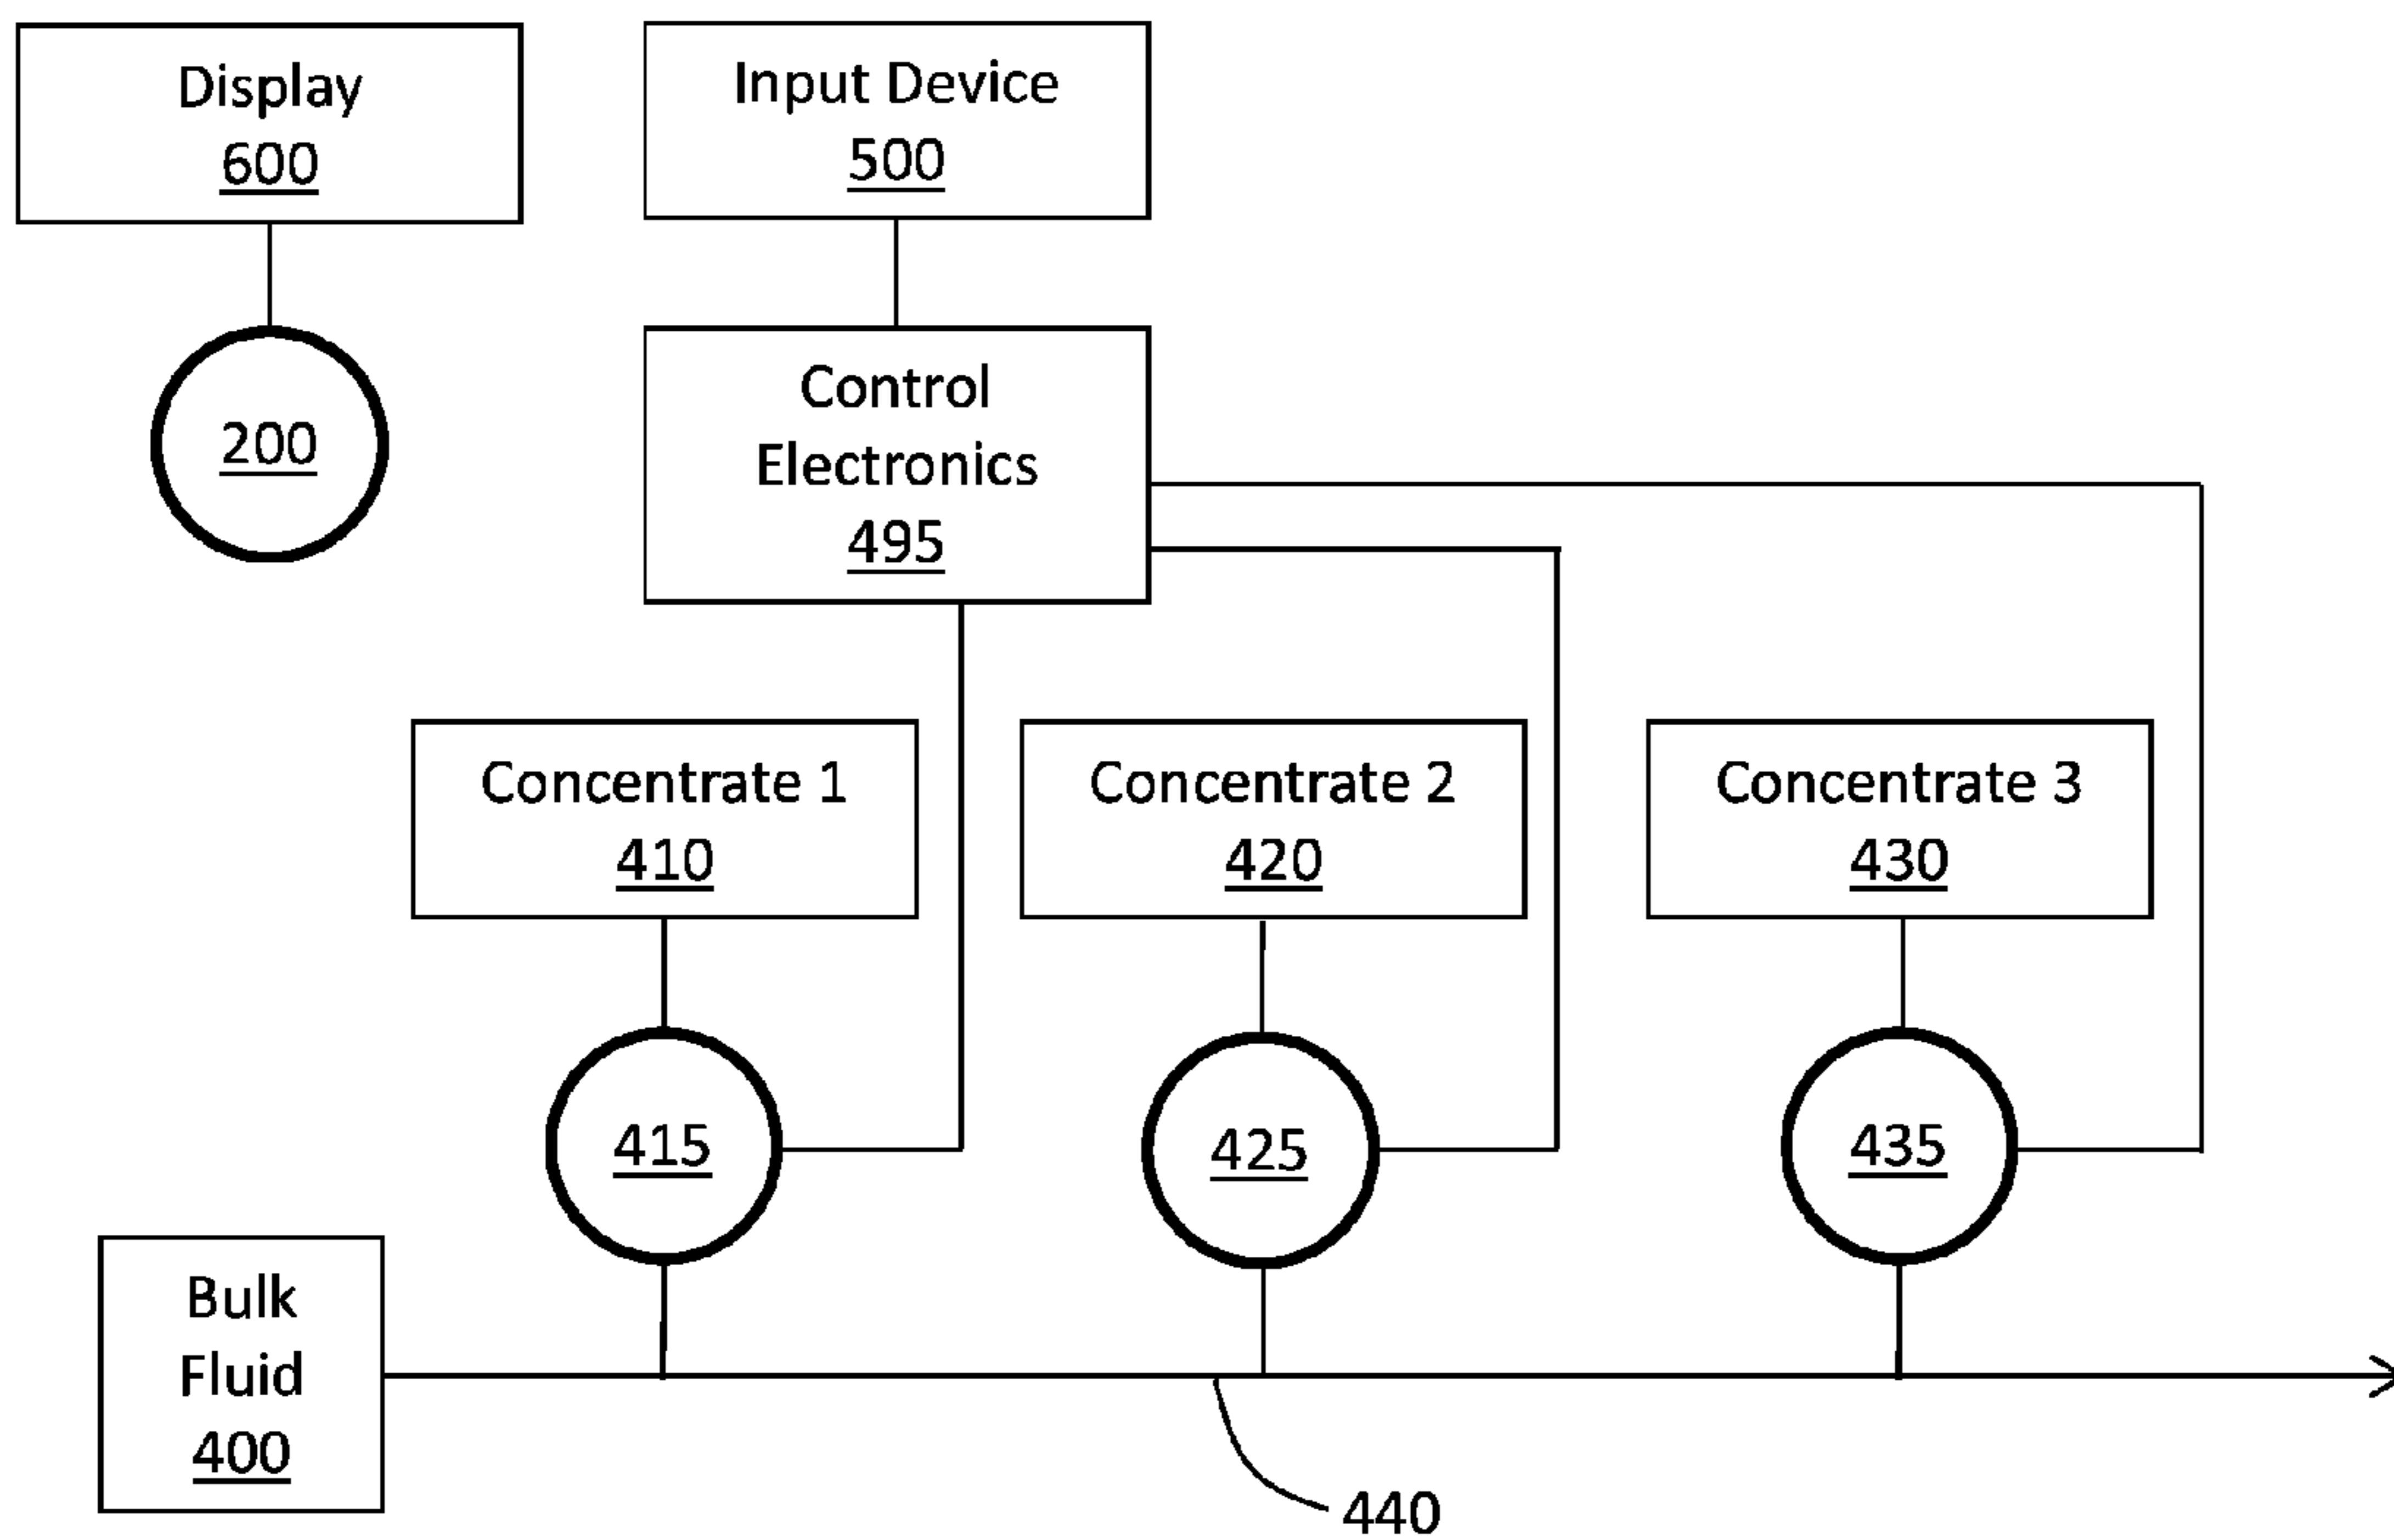 Display
600
Input Device
500
200
Control
Electronics
495
Concentrate 1
410
Concentrate 2
420
Concentrate 3
430
415
425
435
Bulk
Fluid
400
440